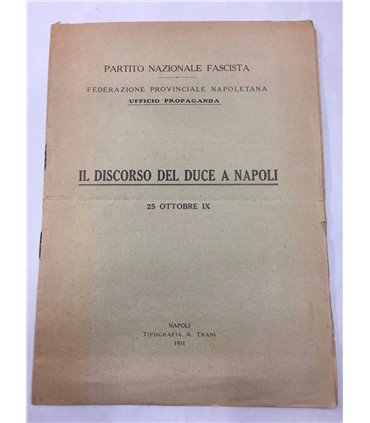 PARTITO NAZIONALE FASCISTA
FEDERAZIONE PROVINCIALE NAPOLETANA
UFFICIO PROPAGANDA
IL DISCORSO DEL DUCE A NAPOLI
25 OTTOBRE IX
NAPOLI
TIPOGRAFIA A. TRANI
1931